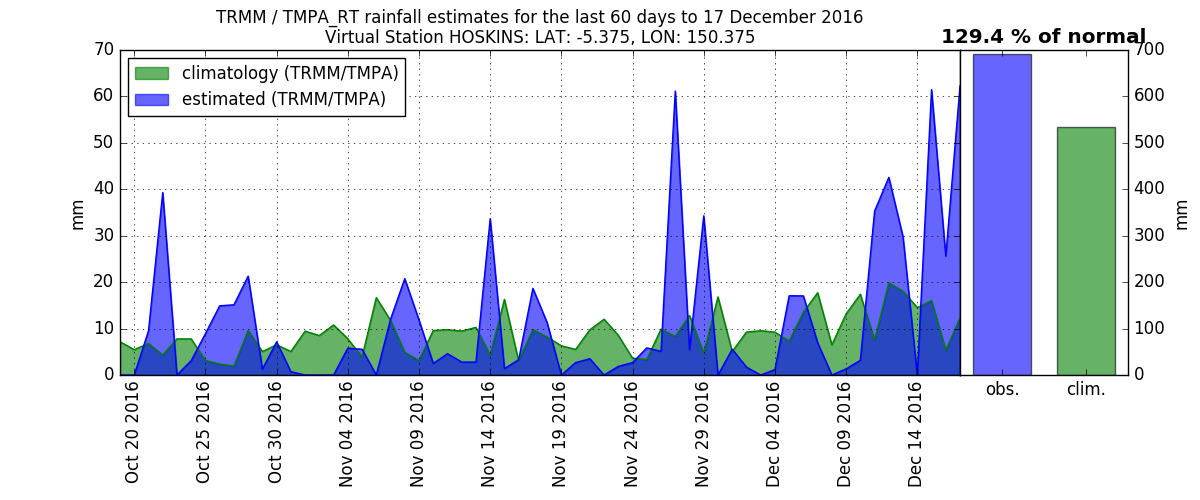 TRMM / TMPA_RT rainfall estimates for the last 60 days to 17 December 2016
Virtual Station HOSKINS: LAT: -5.375, LON: 150.375
129.4 % of normal
climatology (TRMM/TMPA)
estimated (TRMM/TMPA)
mm
70
60
50
40
30
20
10
0
Oct 20 2016
Oct 25 2016
Oct 30 2016
Nov 04 2016
Nov 09 2016
Nov 14 2016
Nov 19 2016
Nov 24 2016
Nov 29 2016
Dec 04 2016
Dec 09 2016
Dec 14 2016
obs.
clim.
700
600
500
400
300
200
100
0
mm